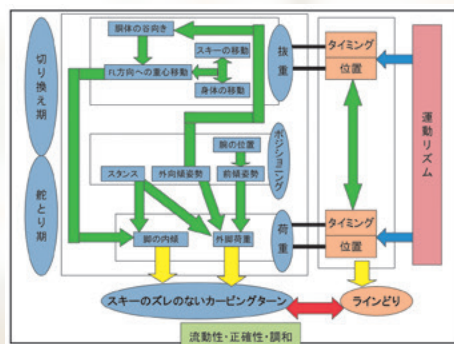 切り換え期
舵とり期
胴体の谷向き
スキーの移動
FL方向への重心移動
身体の移動
抜重
腕の位置
スタンス
外向傾姿勢
前傾姿勢
ポジショニング
脚の内傾
外脚荷重
荷重
タイミング
位置
タイミング
位置
運動リズム
スキーのズレのないカービングターン
ラインどり
流動性・正確性・調和